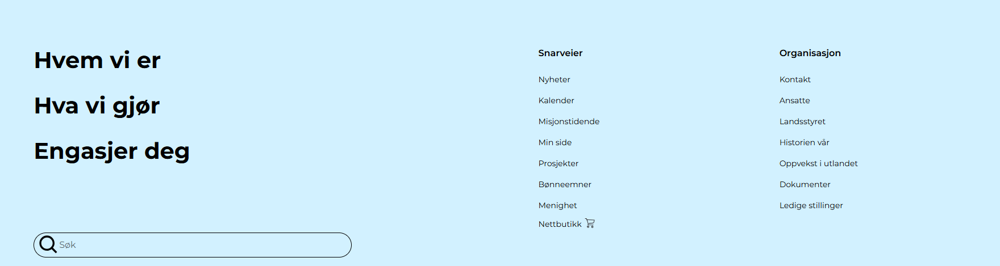 Hvem vi er
Hva vi gjør
Engasjer deg
Søk
Snarveier
Nyheter
Kalender
Misjonstidende
Min side
Prosjekter
Bønneemner
Menighet
Nettbutikk
Organisasjon
Kontakt
Ansatte
Landsstyret
Historien vår
Oppvekst i utlandet
Dokumenter
Ledige stillinger